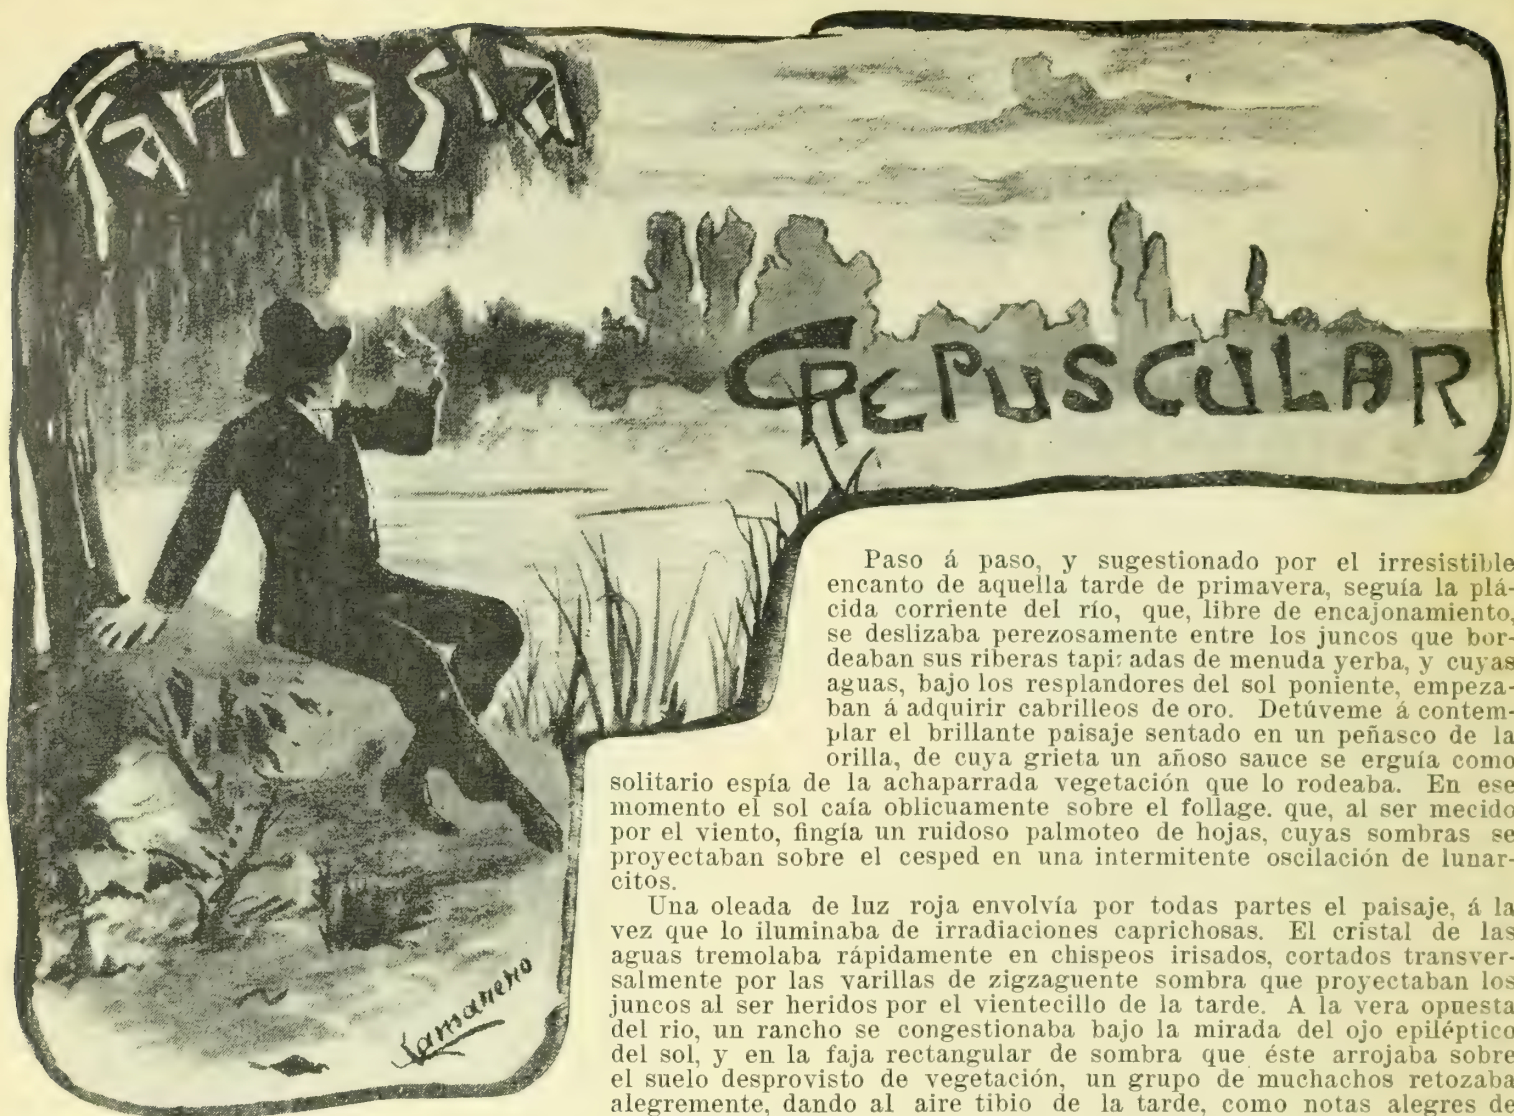 Fantasia
CREPUSCULAR
Paso á paso, y sugestionado por el irresistible
encanto de aquella tarde de primavera, seguía la plá-
cida corriente del río, que, libre de encajonamiento,
se deslizaba perezosamente entre los juncos que bor-
deaban sus riberas tapi adas de menuda yerba, y cuyas
aguas, bajo los resplandores del sol poniente, empeza-
ban á adquirir cabrilleos de oro. Detúveme á contem-
plar el brillante paisaje sentado en un peñasco de la
orilla, de cuya grieta un añoso sauce se erguía como
solitario espía de la achaparrada vegetación que lo rodeaba. En ese
momento el sol caía oblicuamente sobre el follage. que, al ser mecido
por el viento, fingía un ruidoso palmoteo de hojas, cuyas sombras se
proyectaban sobre el cesped en una intermitente oscilación de lunar-
citos.
Una oleada de luz roja envolvía por todas partes el paisaje, á la
vez que lo iluminaba de irradiaciones caprichosas. El cristal de las
aguas tremolaba rápidamente en chispeos irisados, cortados transver-
salmente por las varillas de zigzaguente sombra que proyectaban los
juncos al ser heridos por el vientecillo de la tarde. A la vera opuesta
del rio, un rancho se congestionaba bajo la mirada del ojo epiléptico
del sol, y en la faja rectangular de sombra que éste arrojaba sobre
el suelo desprovisto de vegetación, un grupo de muchachos retozaba
alegremente, dando al aire tibio de la tarde, como notas alegres de